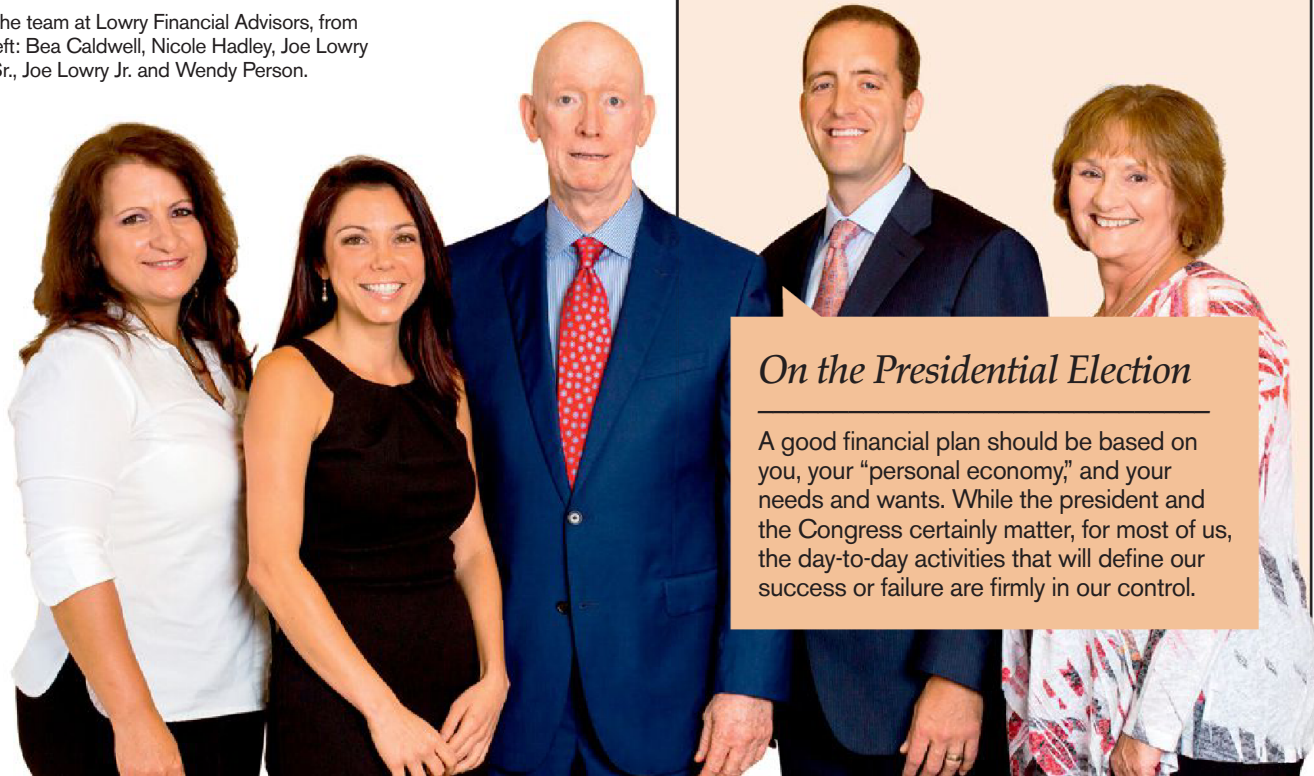 he team at Lowry Financial Advisors, from
eft: Bea Caldwell, Nicole Hadley, Joe Lowry
Sr., Joe Lowry Jr. and Wendy Person.
On the Presidential Election
A good financial plan should be based on
you, your “personal economy,” and your
needs and wants. While the president and
the Congress certainly matter, for most of us,
the day-to-day activities that will define our
success or failure are firmly in our control.